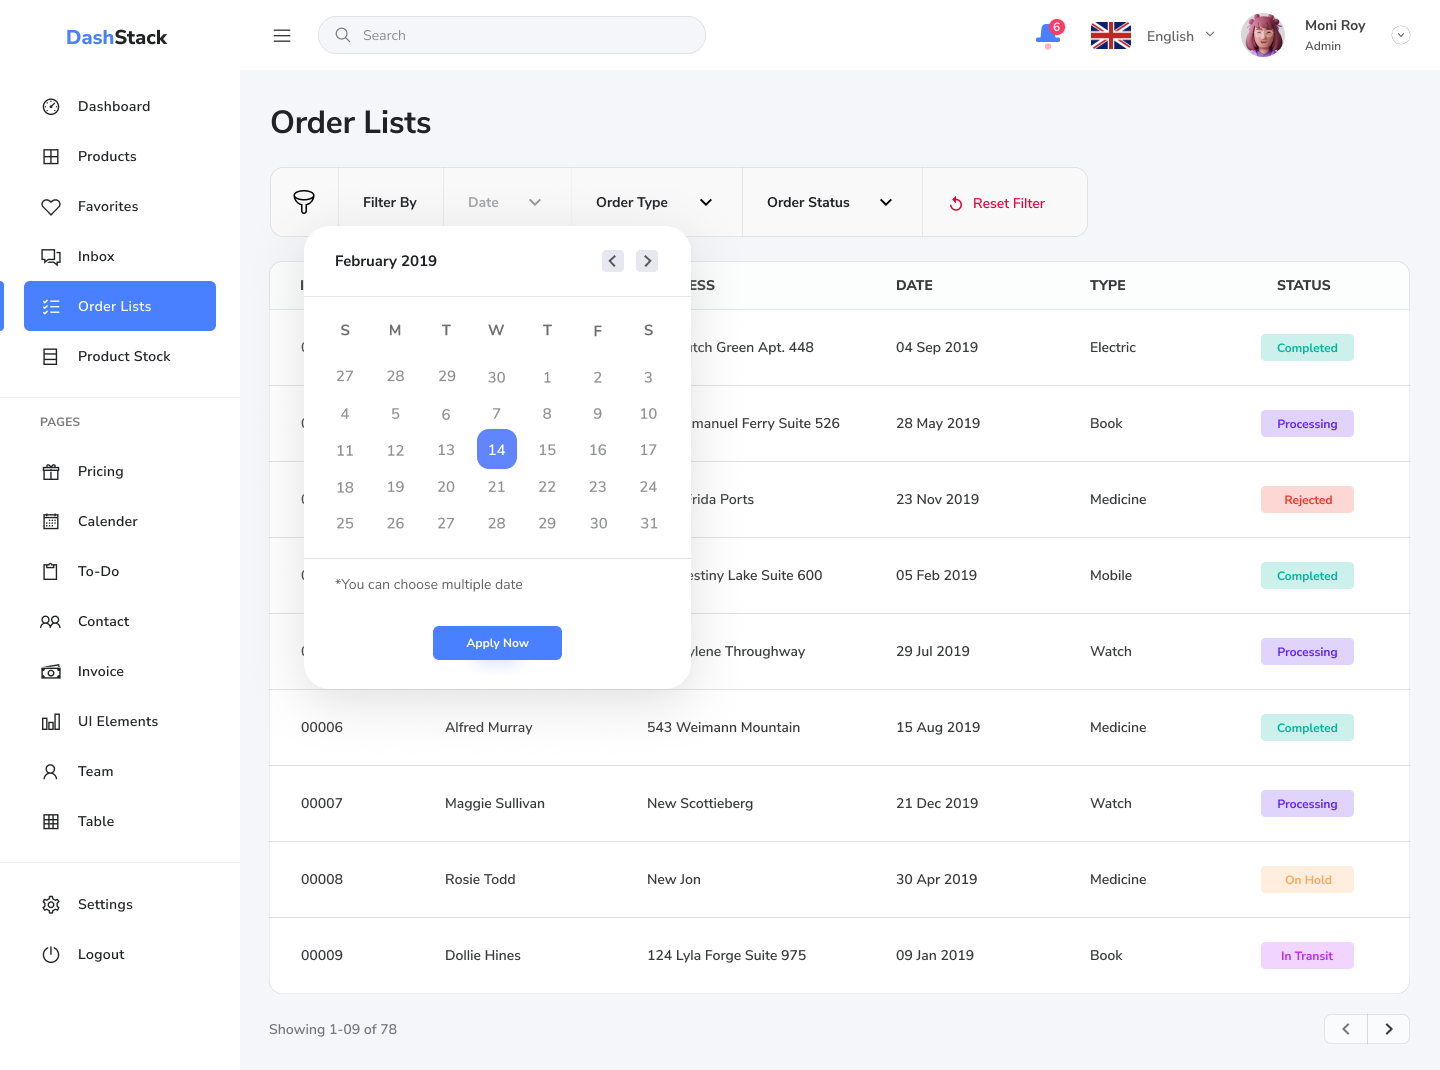 DashStack
Search
6
English
Moni Roy
Admin
Dashboard
Products
Favorites
Inbox
Order Lists
Product Stock
PAGES
Pricing
Calender
To-Do
Contact
Invoice
UI Elements
Team
Table
Settings
Logout
Order Lists
Filter By Date Order Type Order Status Reset Filter
February 2019
S M T W T F S
27 28 29 30 1 2 3
4 5 6 7 8 9 10
11 12 13 14 15 16 17
18 19 20 21 22 23 24
25 26 27 28 29 30 31
*You can choose multiple date
Apply Now
ESS DATE TYPE STATUS
Green Apt. 448 04 Sep 2019 Electric Completed
Ferry Suite 526 28 May 2019 Book Processing
Ports 23 Nov 2019 Medicine Rejected
Lake Suite 600 05 Feb 2019 Mobile Completed
Throughway 29 Jul 2019 Watch Processing
00006 Alfred Murray 543 Weimann Mountain 15 Aug 2019 Medicine Completed
00007 Maggie Sullivan New Scottieberg 21 Dec 2019 Watch Processing
00008 Rosie Todd New Jon 30 Apr 2019 Medicine On Hold
00009 Dollie Hines 124 Lyla Forge Suite 975 09 Jan 2019 Book In Transit
Showing 1-09 of 78